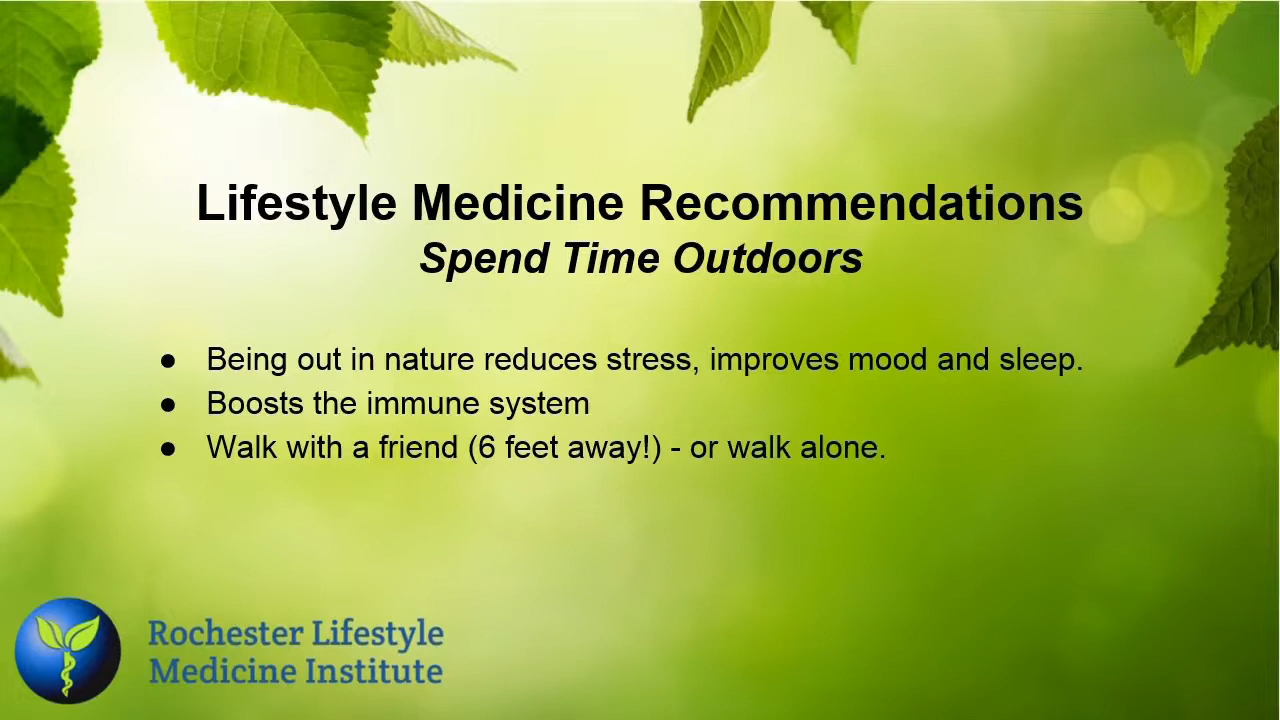 Lifestyle Medicine Recommendations
Spend Time Outdoors
● Being out in nature reduces stress, improves mood and sleep.
● Boosts the immune system
● Walk with a friend (6 feet away!) - or walk alone.
Rochester Lifestyle
Medicine Institute